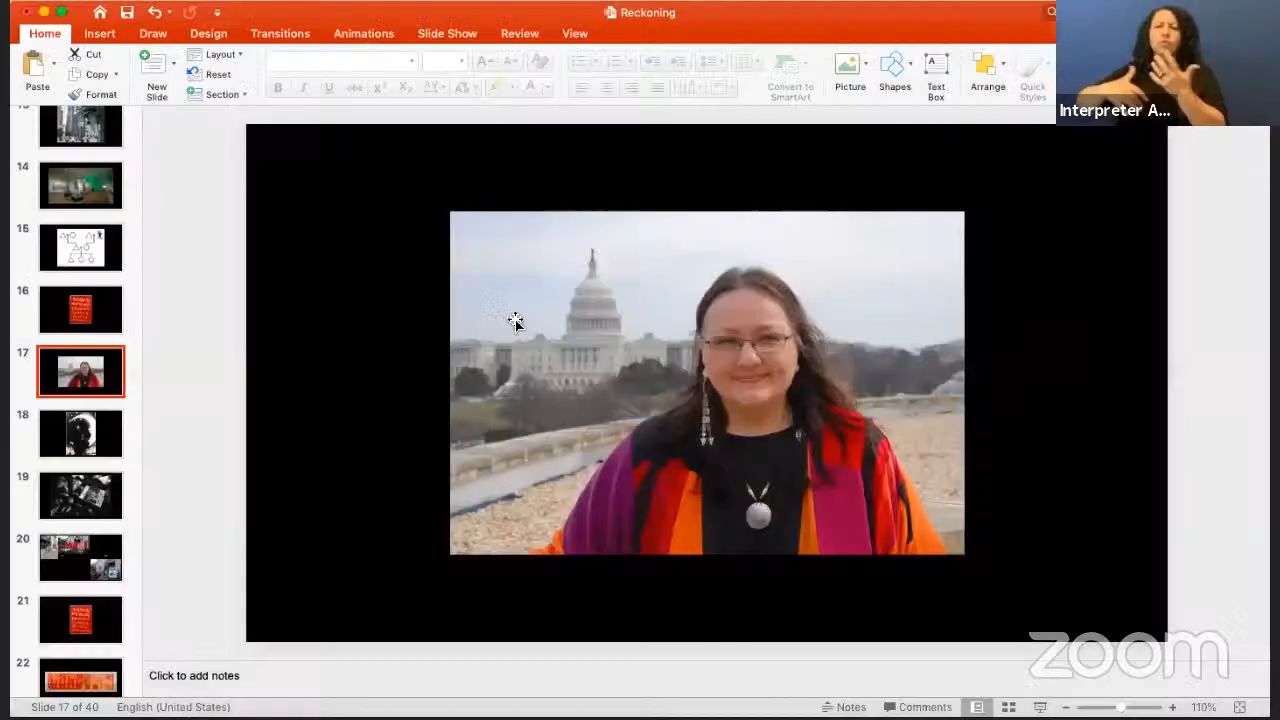 Reckoning
Home Insert Draw Design Transitions Animations Slide Show Review View
Paste
Cut
Copy
Format
New
Slide
Layout
Reset
Section
B I U
Convert to
SmartArt
Picture
Shapes
Text
Box
Arrange
Quick
Styles
Interpreter A...
14
15
16
17
18
19
20
21
22
zoom
Click to add notes
Slide 17 of 40 English (United States) Notes Comments 110%